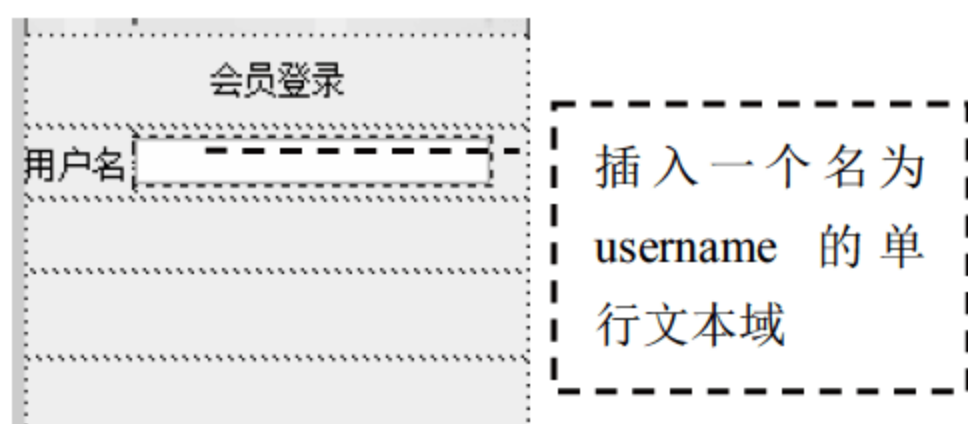 会员登录
用户名
插入一个名为
username 的单
行文本域